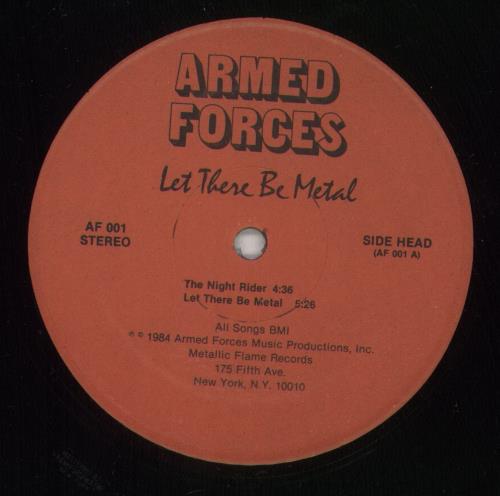 ARMED
FORCES
Let There Be Metal
AF 001
STEREO
SIDE HEAD
(AF 001 A)
The Night Rider 4:36
Let There Be Metal 5:26
All Songs BMI
℗ © 1984 Armed Forces Music Productions, Inc.
Metallic Flame Records
175 Fifth Ave.
New York, N.Y. 10010